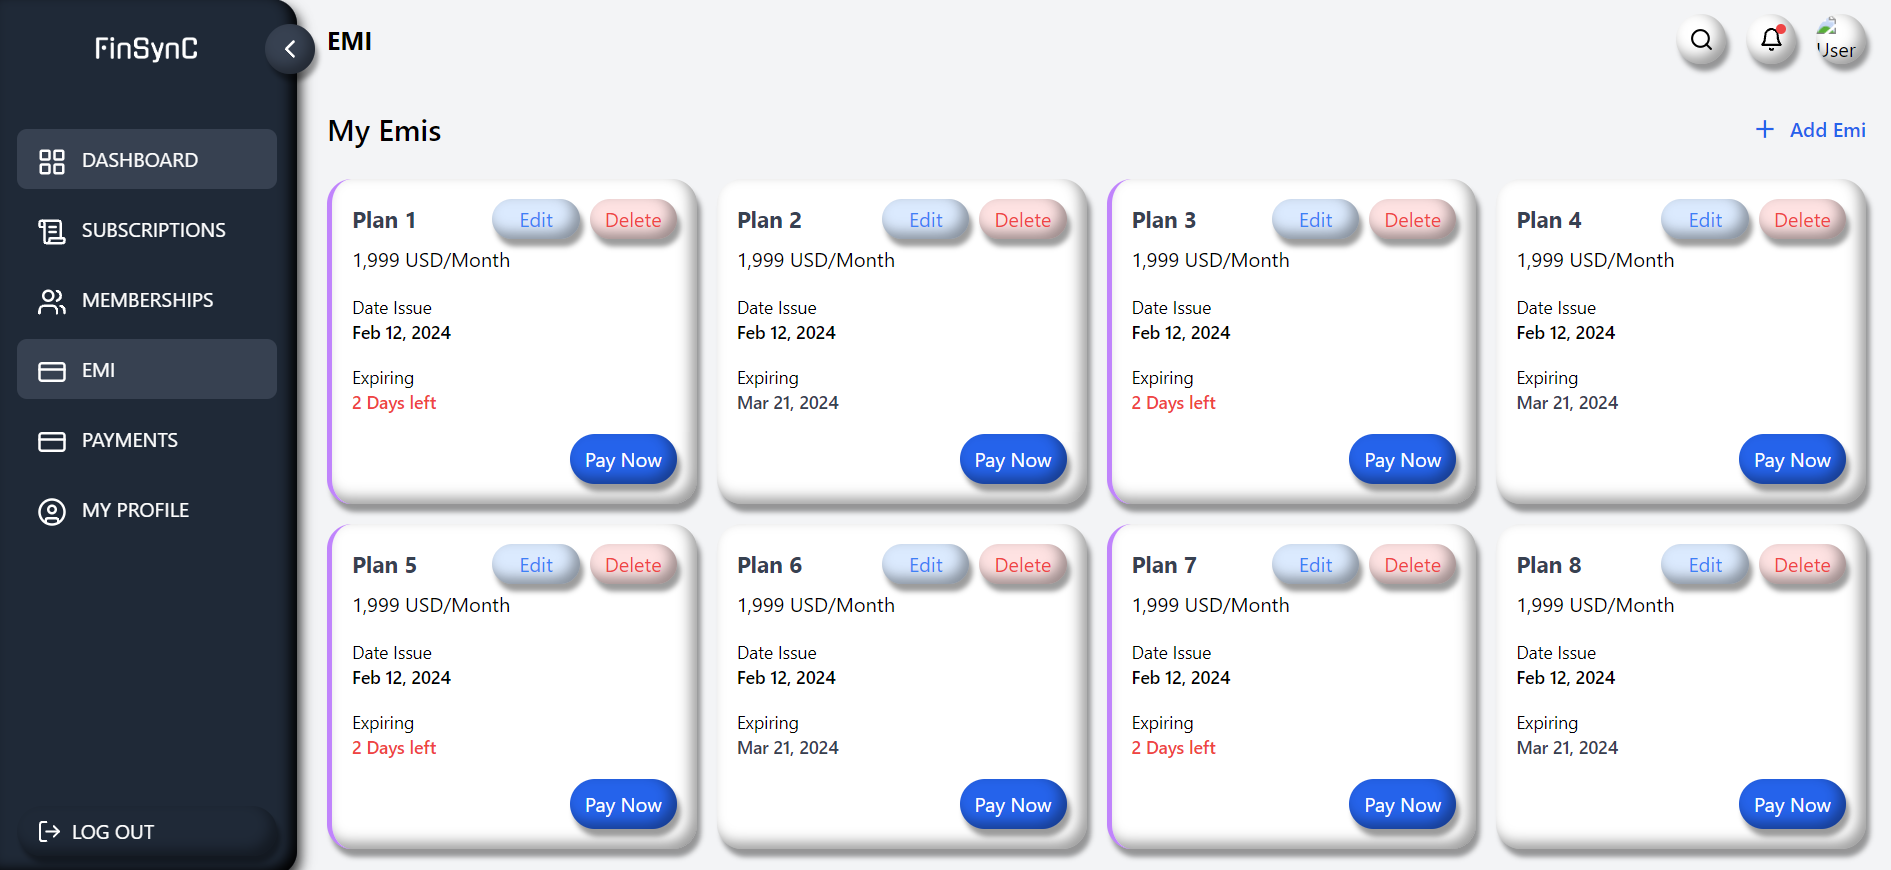 FinSynC
DASHBOARD
SUBSCRIPTIONS
MEMBERSHIPS
EMI
PAYMENTS
MY PROFILE
LOG OUT
EMI
User
My Emis
Add Emi
Plan 1 Edit Delete
1,999 USD/Month
Date Issue
Feb 12, 2024
Expiring
2 Days left
Pay Now
Plan 2 Edit Delete
1,999 USD/Month
Date Issue
Feb 12, 2024
Expiring
Mar 21, 2024
Pay Now
Plan 3 Edit Delete
1,999 USD/Month
Date Issue
Feb 12, 2024
Expiring
2 Days left
Pay Now
Plan 4 Edit Delete
1,999 USD/Month
Date Issue
Feb 12, 2024
Expiring
Mar 21, 2024
Pay Now
Plan 5 Edit Delete
1,999 USD/Month
Date Issue
Feb 12, 2024
Expiring
2 Days left
Pay Now
Plan 6 Edit Delete
1,999 USD/Month
Date Issue
Feb 12, 2024
Expiring
Mar 21, 2024
Pay Now
Plan 7 Edit Delete
1,999 USD/Month
Date Issue
Feb 12, 2024
Expiring
2 Days left
Pay Now
Plan 8 Edit Delete
1,999 USD/Month
Date Issue
Feb 12, 2024
Expiring
Mar 21, 2024
Pay Now